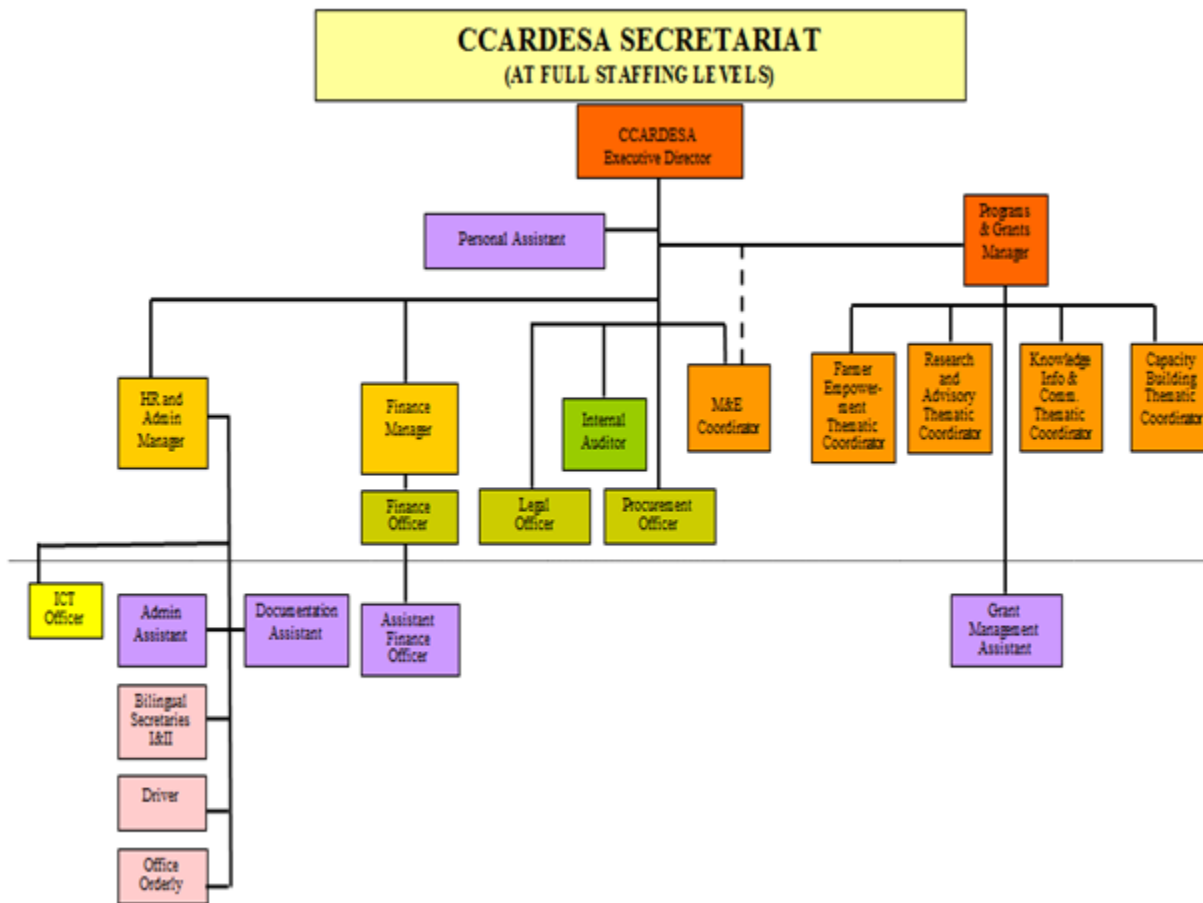 CCARDESA SECRETARIAT
(AT FULL STAFFING LEVELS)
CCARDESA
Executive Director
Personal Assistant
Programs
& Grants
Manager
HR and
Admin
Manager
Finance
Manager
Internal
Auditor
M&E
Coordinator
Farmer
Empower-
ment
Thematic
Coordinator
Research
and
Advisory
Thematic
Coordinator
Knowledge
Info &
Comm.
Thematic
Coordinator
Capacity
Building
Thematic
Coordinator
Finance
Officer
Legal
Officer
Procurement
Officer
ICT
Officer
Admin
Assistant
Documentation
Assistant
Assistant
Finance
Officer
Grant
Management
Assistant
Bilingual
Secretaries
I&II
Driver
Office
Orderly